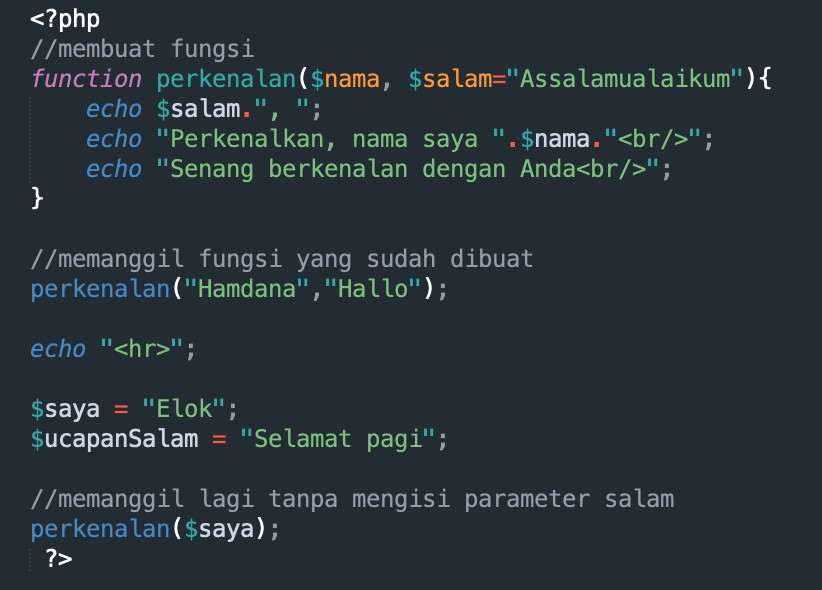 <?php
//membuat fungsi
function perkenalan($nama, $salam="Assalamualaikum"){
    echo $salam.", ";
    echo "Perkenalkan, nama saya ".$nama."<br/>";
    echo "Senang berkenalan dengan Anda<br/>";
}

//memanggil fungsi yang sudah dibuat
perkenalan("Hamdana","Hallo");

echo "<hr>";

$saya = "Elok";
$ucapanSalam = "Selamat pagi";

//memanggil lagi tanpa mengisi parameter salam
perkenalan($saya);
 ?>